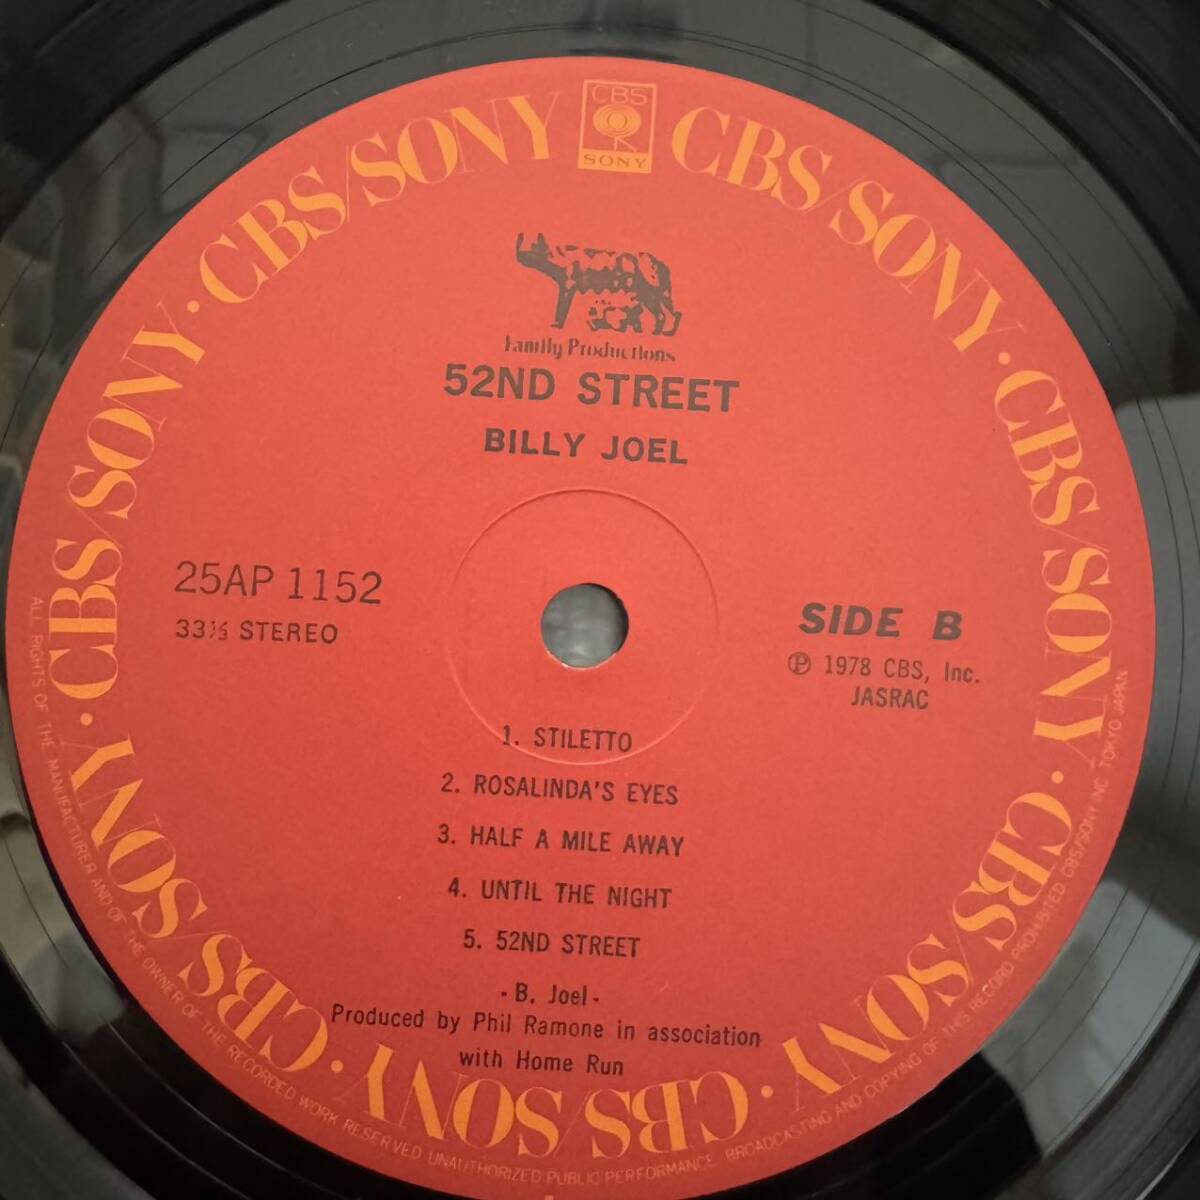 CBS
SONY
CBS/SONY · CBS/SONY · CBS/SONY · CBS/SONY · CBS/SONY · CBS/SONY · CBS/SONY · CBS/SONY
Family Productions
52ND STREET
BILLY JOEL
25AP 1152
33⅓ STEREO
SIDE B
Ⓟ 1978 CBS, Inc.
JASRAC
1. STILETTO
2. ROSALINDA'S EYES
3. HALF A MILE AWAY
4. UNTIL THE NIGHT
5. 52ND STREET
- B. Joel -
Produced by Phil Ramone in association
with Home Run
ALL RIGHTS OF THE MANUFACTURER AND OF THE OWNER OF THE RECORDED WORK RESERVED UNAUTHORIZED PUBLIC PERFORMANCE BROADCASTING AND COPYING OF THIS RECORD PROHIBITED CBS/SONY INC TOKYO JAPAN